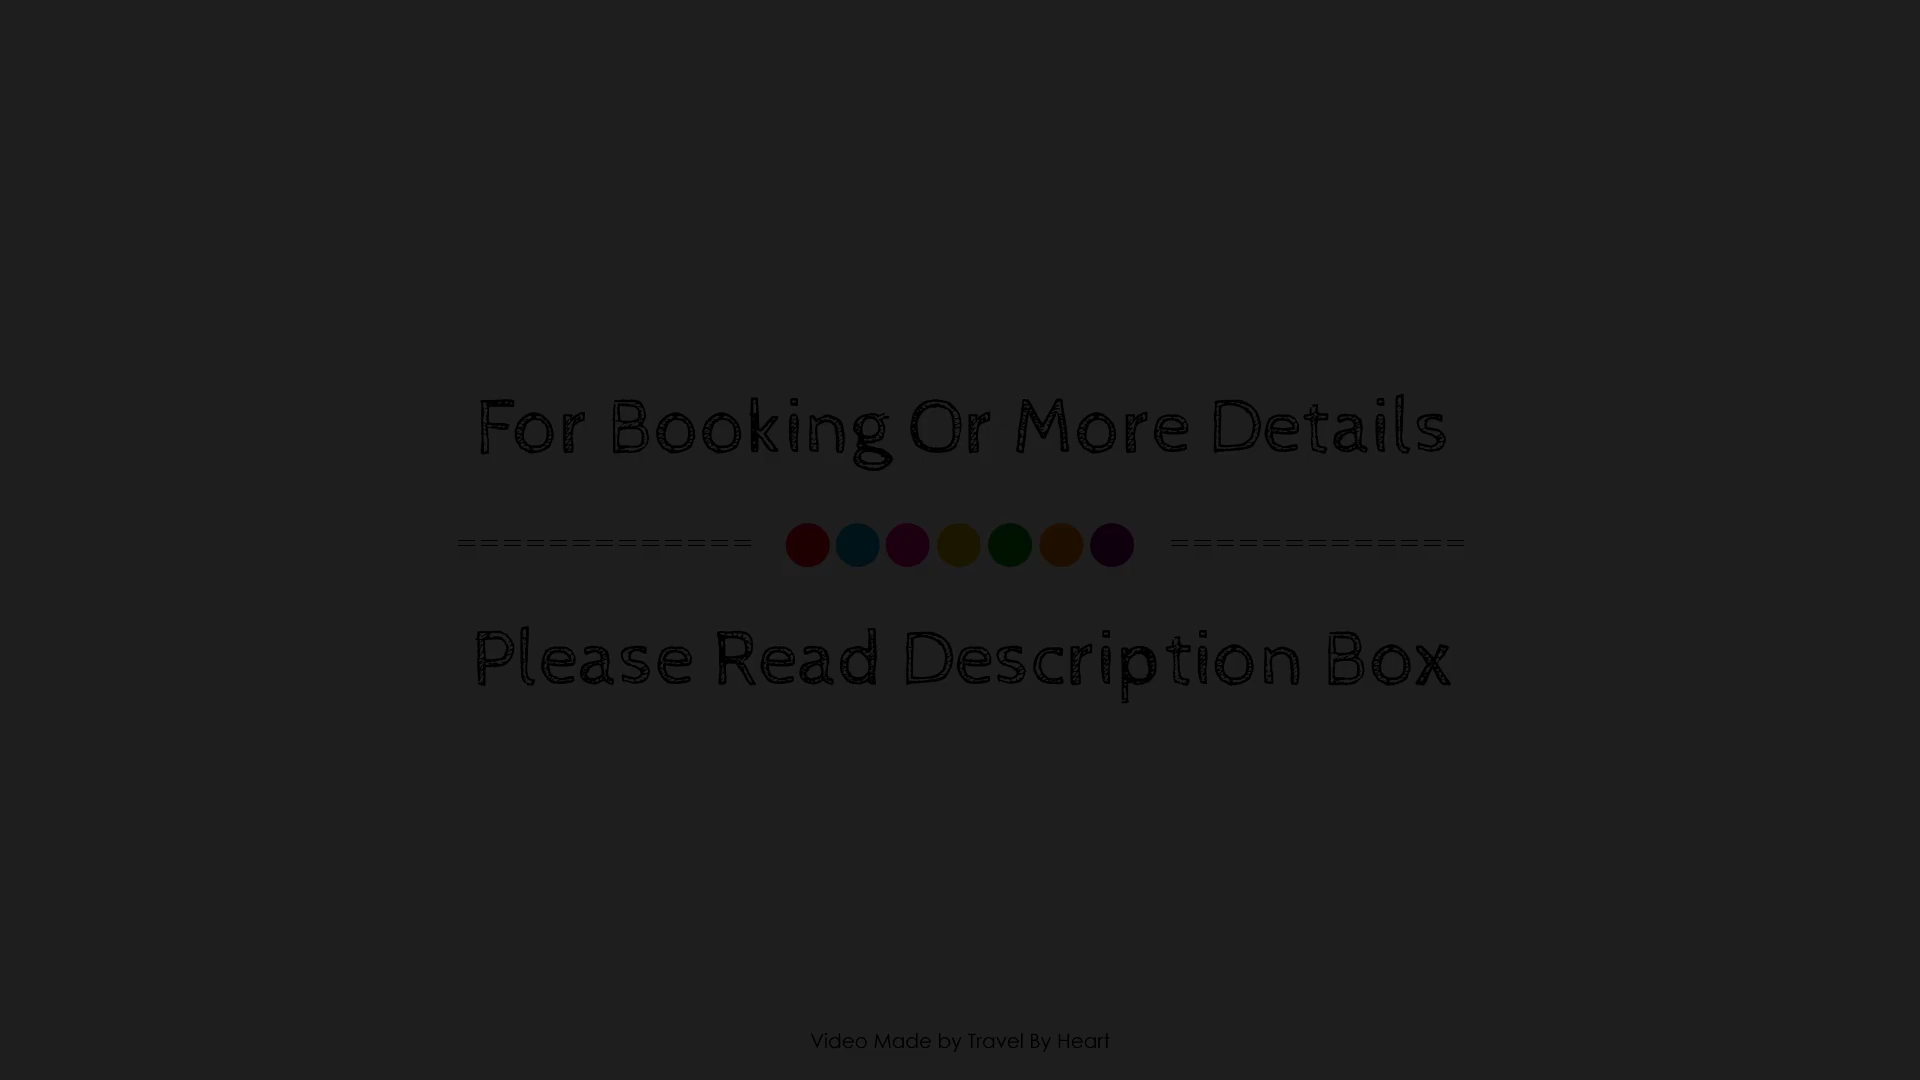 For Booking Or More Details
============= =============
Please Read Description Box
Video Made by Travel By Heart